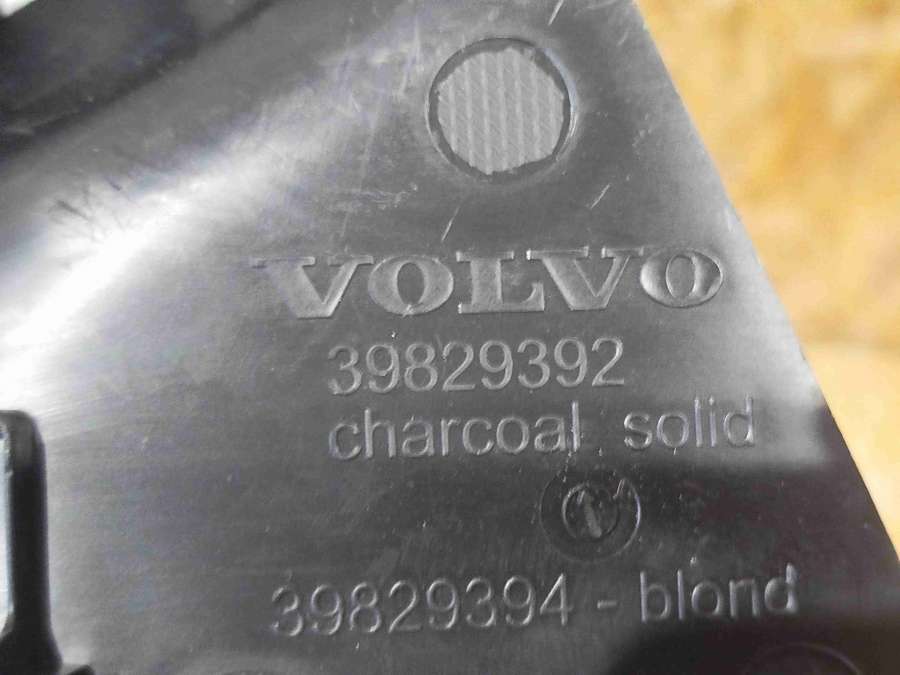 VOLVO
39829392
charcoal solid
39829394 - blond